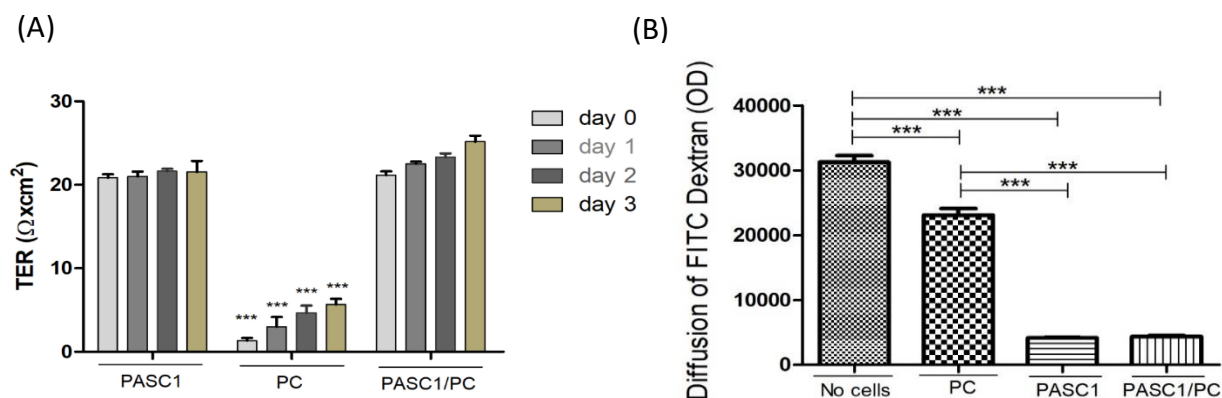 (A)
TER (Ωxcm2)
30
20
10
0
*** *** *** ***
PASC1 PC PASC1/PC
day 0
day 1
day 2
day 3
(B)
Diffusion of FITC Dextran (OD)
40000
30000
20000
10000
0
***
***
***
***
***
No cells PC PASC1 PASC1/PC